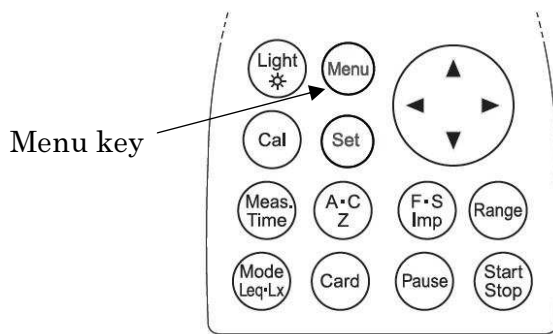 Light
Menu
Menu key
Cal
Set
Meas.
Time
A•C
Z
F•S
Imp
Range
Mode
Leq•Lx
Card
Pause
Start
Stop